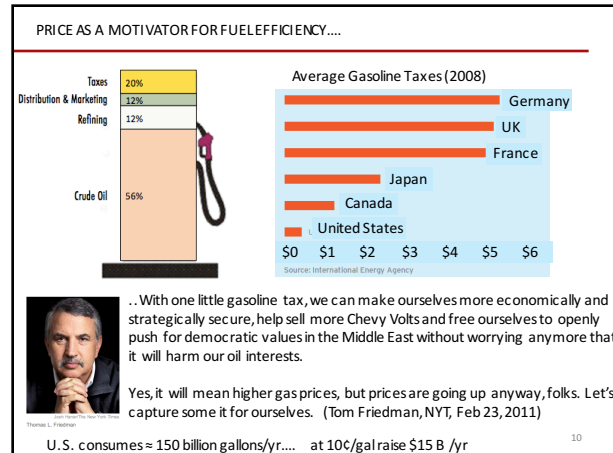 PRICE AS A MOTIVATOR FOR FUEL EFFICIENCY....
Taxes 20%
Distribution & Marketing 12%
Refining 12%
Crude Oil 56%
Average Gasoline Taxes (2008)
Germany
UK
France
Japan
Canada
United States
$0 $1 $2 $3 $4 $5 $6
Source: International Energy Agency
. . With one little gasoline tax, we can make ourselves more economically and
strategically secure, help sell more Chevy Volts and free ourselves to openly
push for democratic values in the Middle East without worrying anymore that
it will harm our oil interests.
Yes, it will mean higher gas prices, but prices are going up anyway, folks. Let's
capture some it for ourselves. (Tom Friedman, NYT, Feb 23, 2011)
The New York Times
Thomas L. Friedman
U.S. consumes ≈ 150 billion gallons/yr.... at 10¢/gal raise $15 B /yr
10